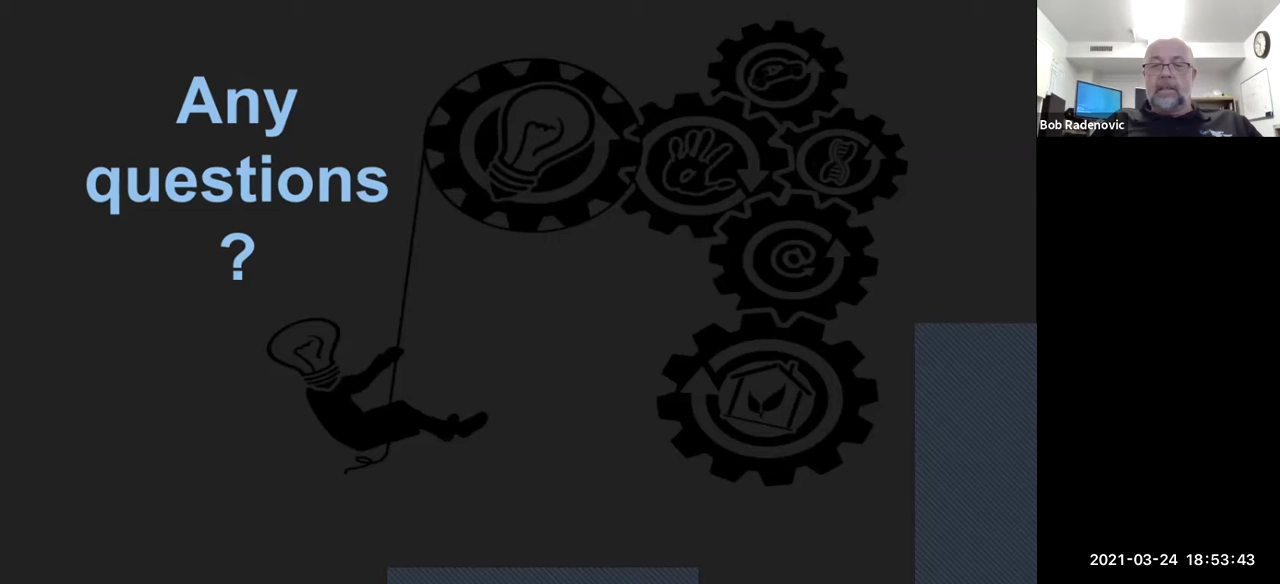 Any
questions
?
@
Bob Radenovic
2021-03-24 18:53:43